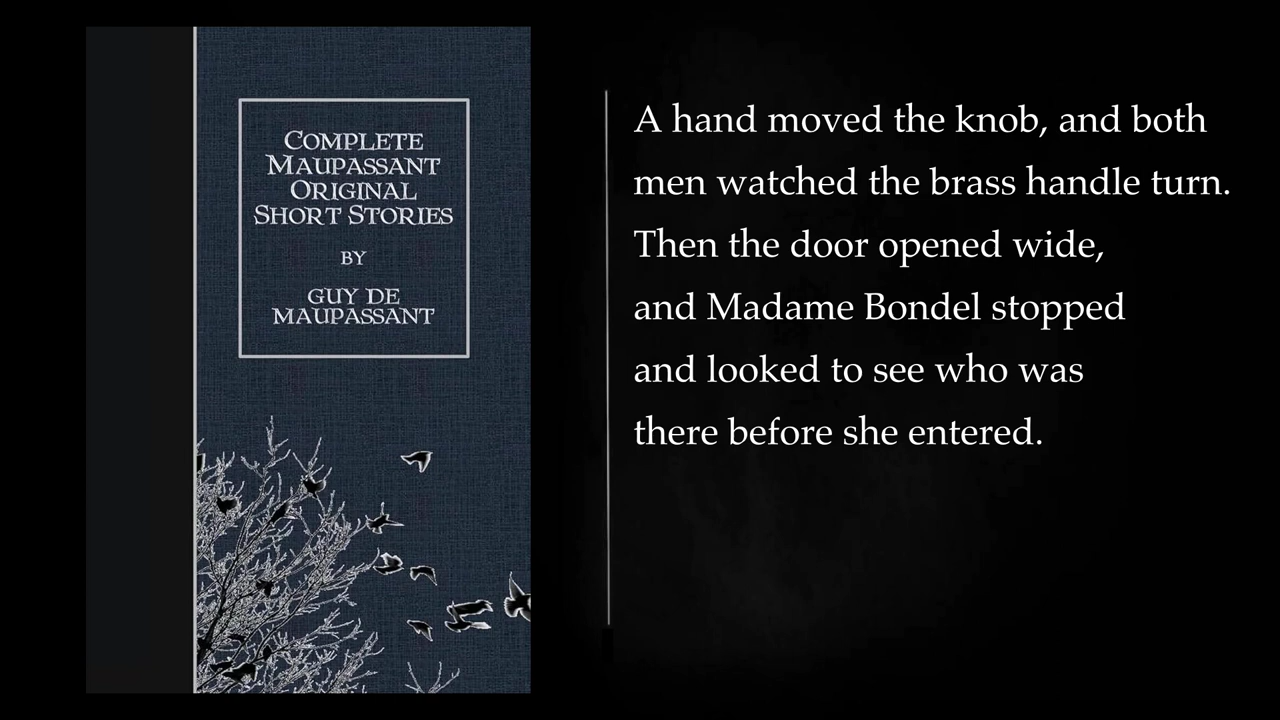 COMPLETE
MAUPASSANT
ORIGINAL
SHORT STORIES
BY
GUY DE
MAUPASSANT
A hand moved the knob, and both
men watched the brass handle turn.
Then the door opened wide,
and Madame Bondel stopped
and looked to see who was
there before she entered.